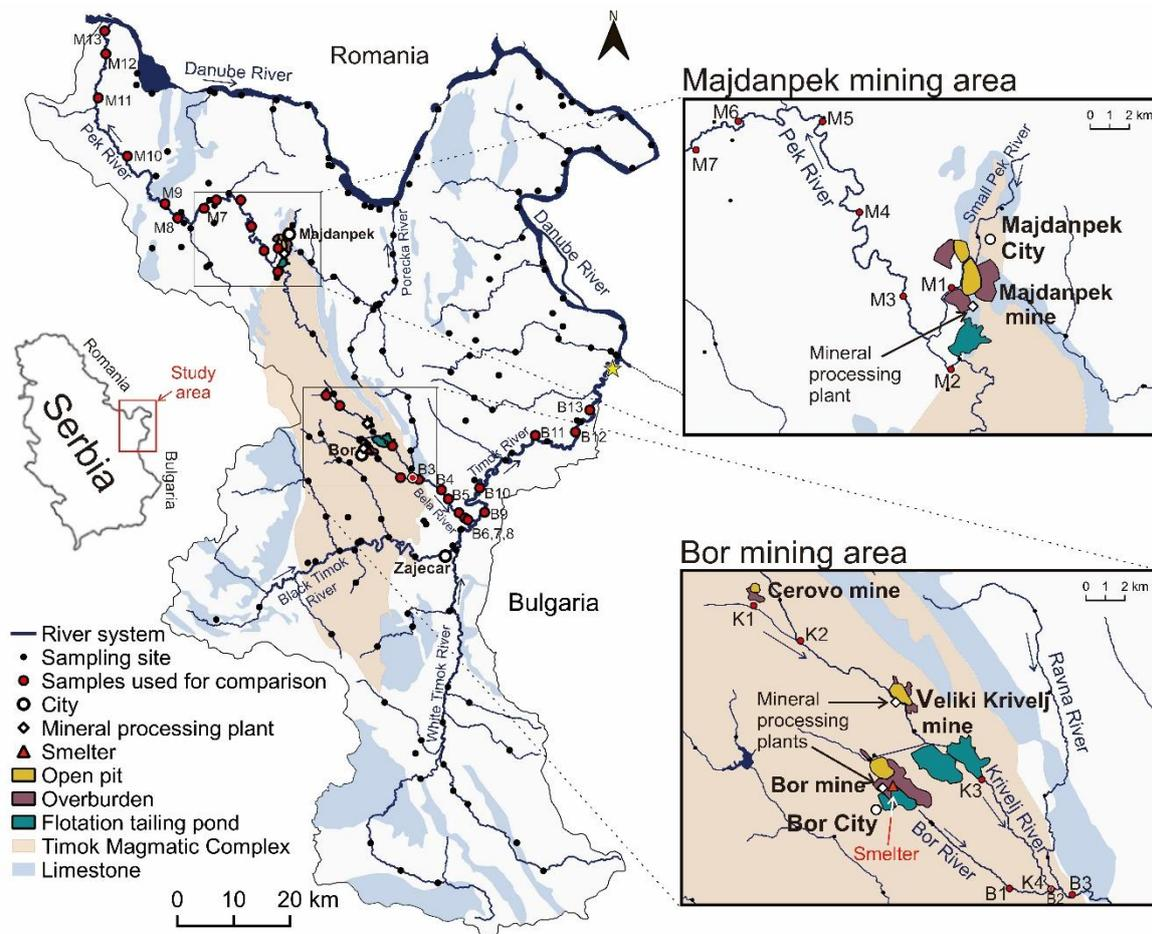 N
M13
Romania
M12
Danube River
M11
Pek River
M10
M9
M7
M8
Majdanpek
Porecka River
Danube River
Romania
Study
area
Serbia
Bulgaria
B13
B11
B12
Timok River
Bor
B3
B4
Bela River
B5
B10
B9
B6,7,8
Zajecar
Black Timok
River
Bulgaria
White Timok River
River system
Sampling site
Samples used for comparison
City
Mineral processing plant
Smelter
Open pit
Overburden
Flotation tailing pond
Timok Magmatic Complex
Limestone
0 10 20 km
Majdanpek mining area
0 1 2 km
M6
M5
M7
Pek River
Small Pek River
M4
Majdanpek
City
M1
M3
Majdanpek
mine
Mineral
processing
plant
M2
Bor mining area
0 1 2 km
Cerovo mine
K1
K2
Ravna River
Mineral
processing
plants
Veliki Krivelj
mine
Bor mine
K3
Krivelj River
Bor City
Smelter
Bor River
K4
B1
B2
B3